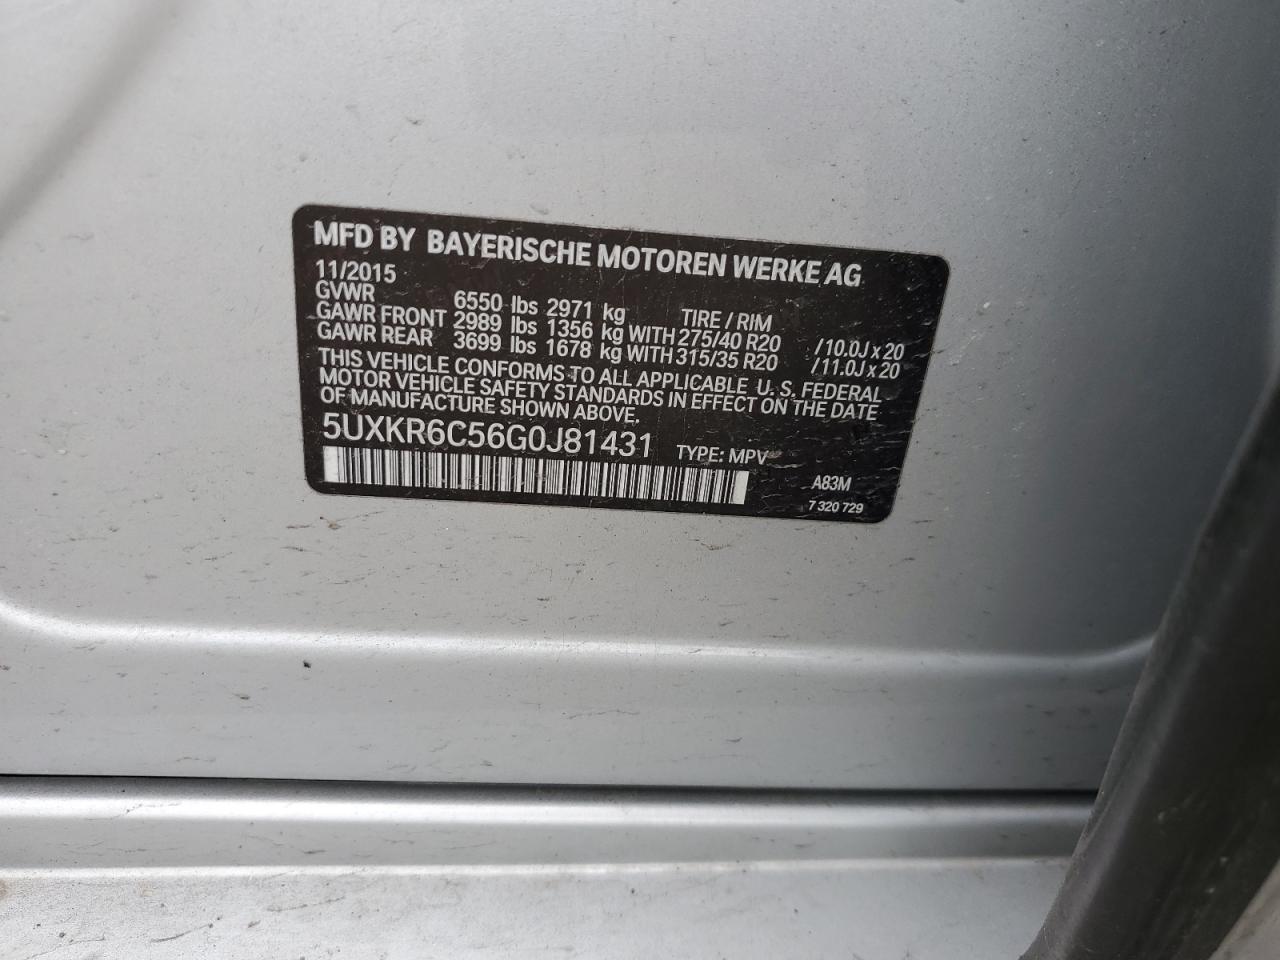 MFD BY BAYERISCHE MOTOREN WERKE AG
11/2015
GVWR 6550 lbs 2971 kg TIRE / RIM
GAWR FRONT 2989 lbs 1356 kg WITH 275/40 R20 /10.0J x 20
GAWR REAR 3699 lbs 1678 kg WITH 315/35 R20 /11.0J x 20
THIS VEHICLE CONFORMS TO ALL APPLICABLE U. S. FEDERAL
MOTOR VEHICLE SAFETY STANDARDS IN EFFECT ON THE DATE
OF MANUFACTURE SHOWN ABOVE.
5UXKR6C56G0J81431 TYPE: MPV
A83M
7 320 729